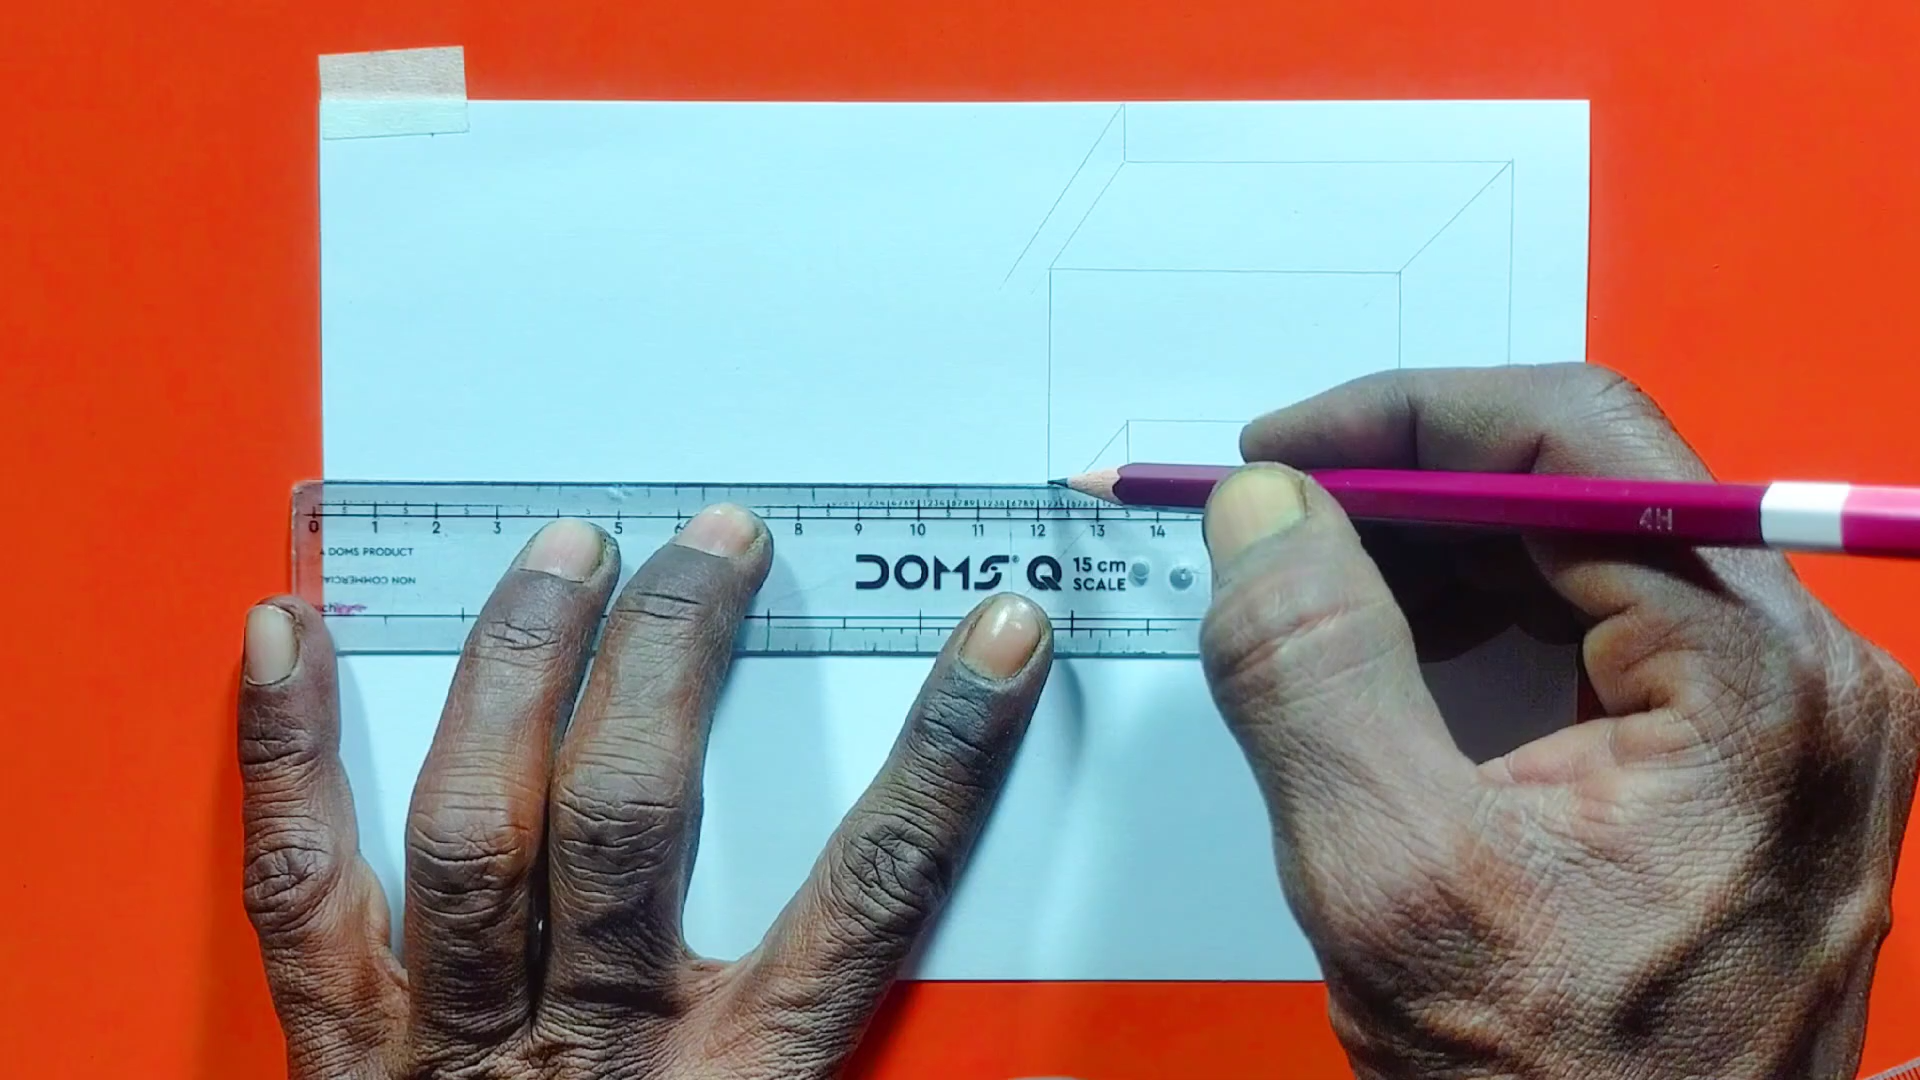 4H
0 1 2 3 4 5 6 8 9 10 11 12 13 14
A DOMS PRODUCT
NON COMMERCIAL
DOMS® Q 15 cm
SCALE